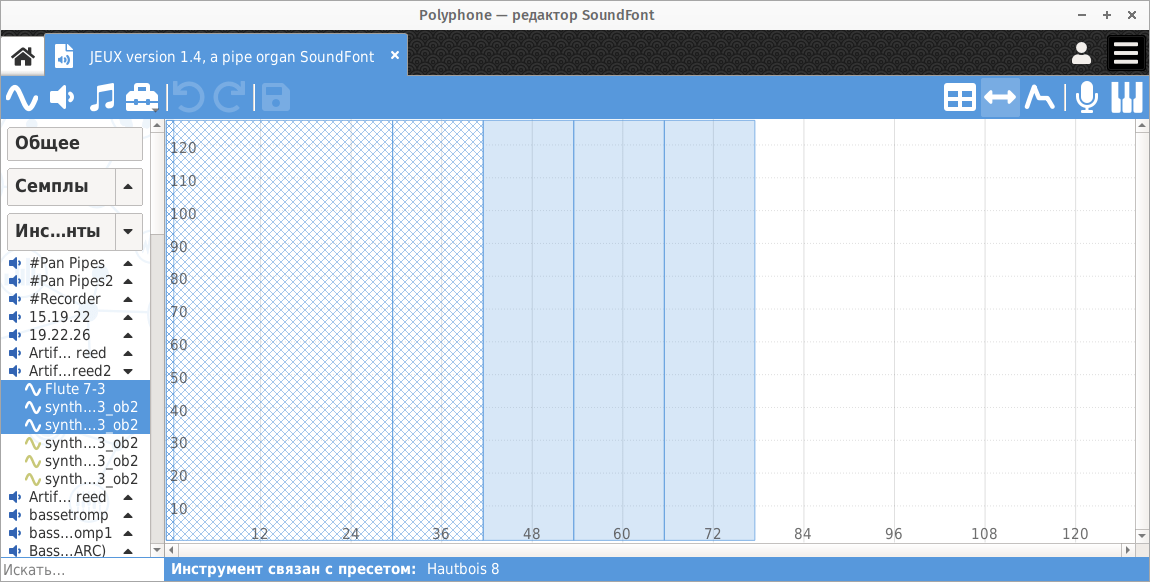 Polyphone — редактор SoundFont
JEUX version 1.4, a pipe organ SoundFont
Общее
Семплы
Инс...нты
#Pan Pipes
#Pan Pipes2
#Recorder
15.19.22
19.22.26
Artif... reed
Artif...reed2
Flute 7-3
synth...3_ob2
synth...3_ob2
synth...3_ob2
synth...3_ob2
synth...3_ob2
Artif... reed
bassetromp
bass...omp1
Bass...ARC)
Искать...
120
110
100
90
80
70
60
50
40
30
20
10
12 24 36 48 60 72 84 96 108 120
Инструмент связан с пресетом: Hautbois 8